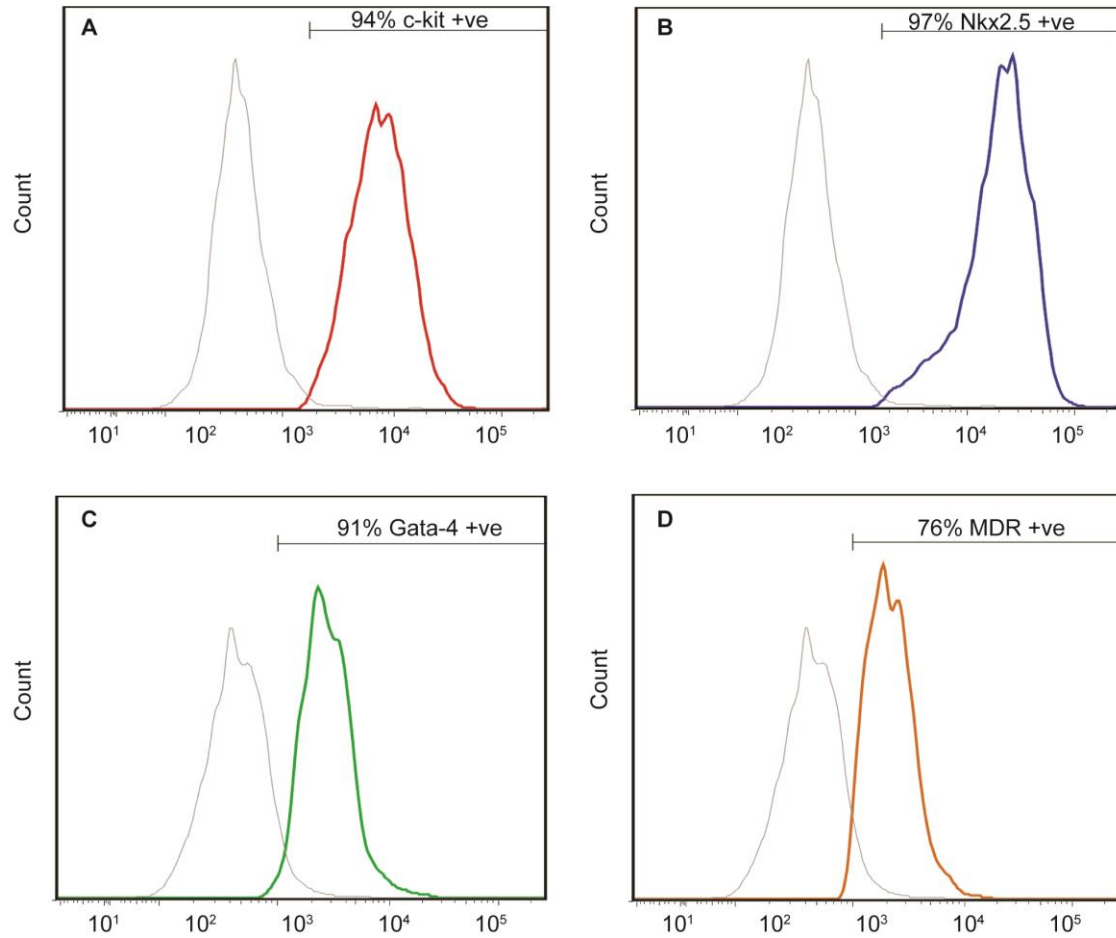 A
94% c-kit +ve
Count
10¹ 10² 10³ 10⁴ 10⁵
B
97% Nkx2.5 +ve
Count
10¹ 10² 10³ 10⁴ 10⁵
C
91% Gata-4 +ve
Count
10¹ 10² 10³ 10⁴ 10⁵
D
76% MDR +ve
Count
10¹ 10² 10³ 10⁴ 10⁵